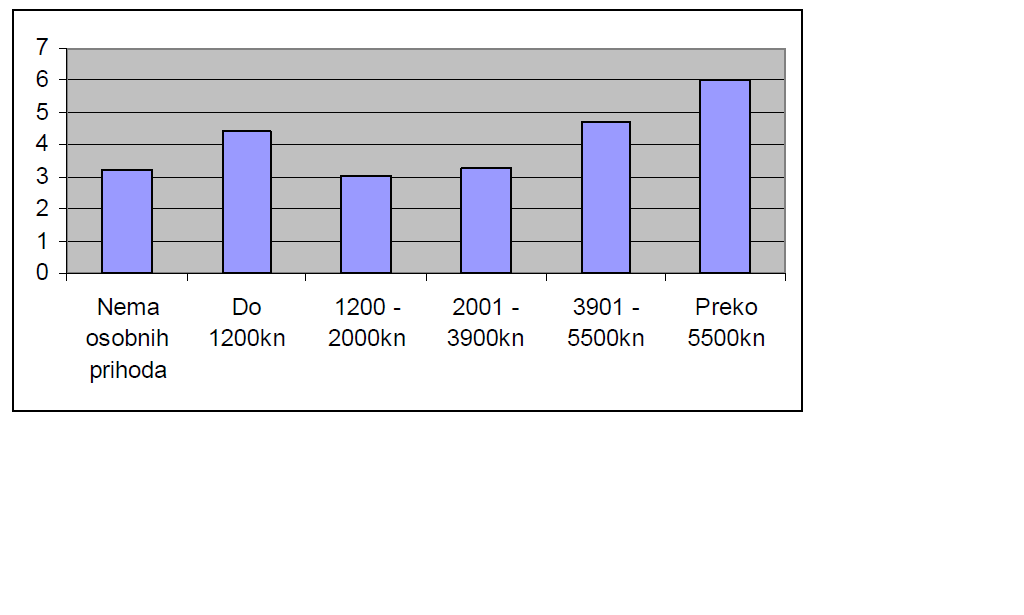 7
6
5
4
3
2
1
0
Nema
osobnih
prihoda
Do
1200kn
1200 -
2000kn
2001 -
3900kn
3901 -
5500kn
Preko
5500kn